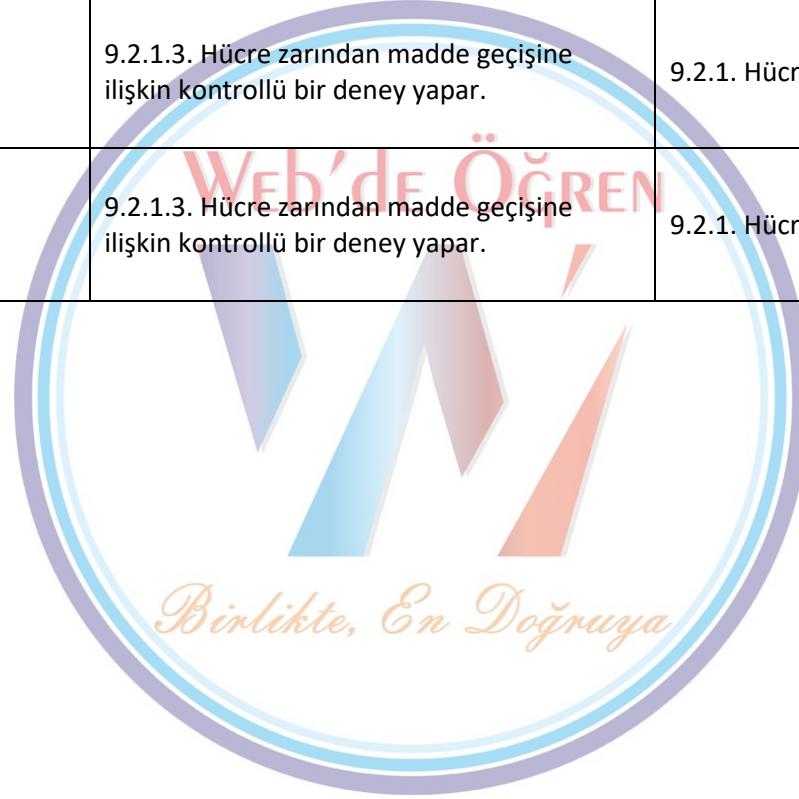 9.2.1.3. Hücre zarından madde geçişine
ilişkin kontrollü bir deney yapar.
9.2.1. Hücr
Web'de Öğren
9.2.1.3. Hücre zarından madde geçişine
ilişkin kontrollü bir deney yapar.
9.2.1. Hücr
Birlikte, En Doğruya